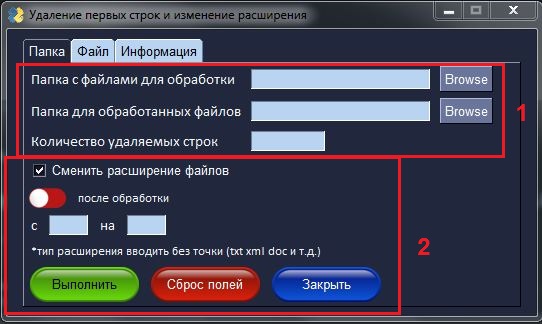 Удаление первых строк и изменение расширения
Папка Файл Информация
Папка с файлами для обработки Browse
Папка для обработанных файлов Browse
1
Количество удаляемых строк
Сменить расширение файлов
после обработки
с на
2
*тип расширения вводить без точки (txt xml doc и т.д.)
Выполнить Сброс полей Закрыть